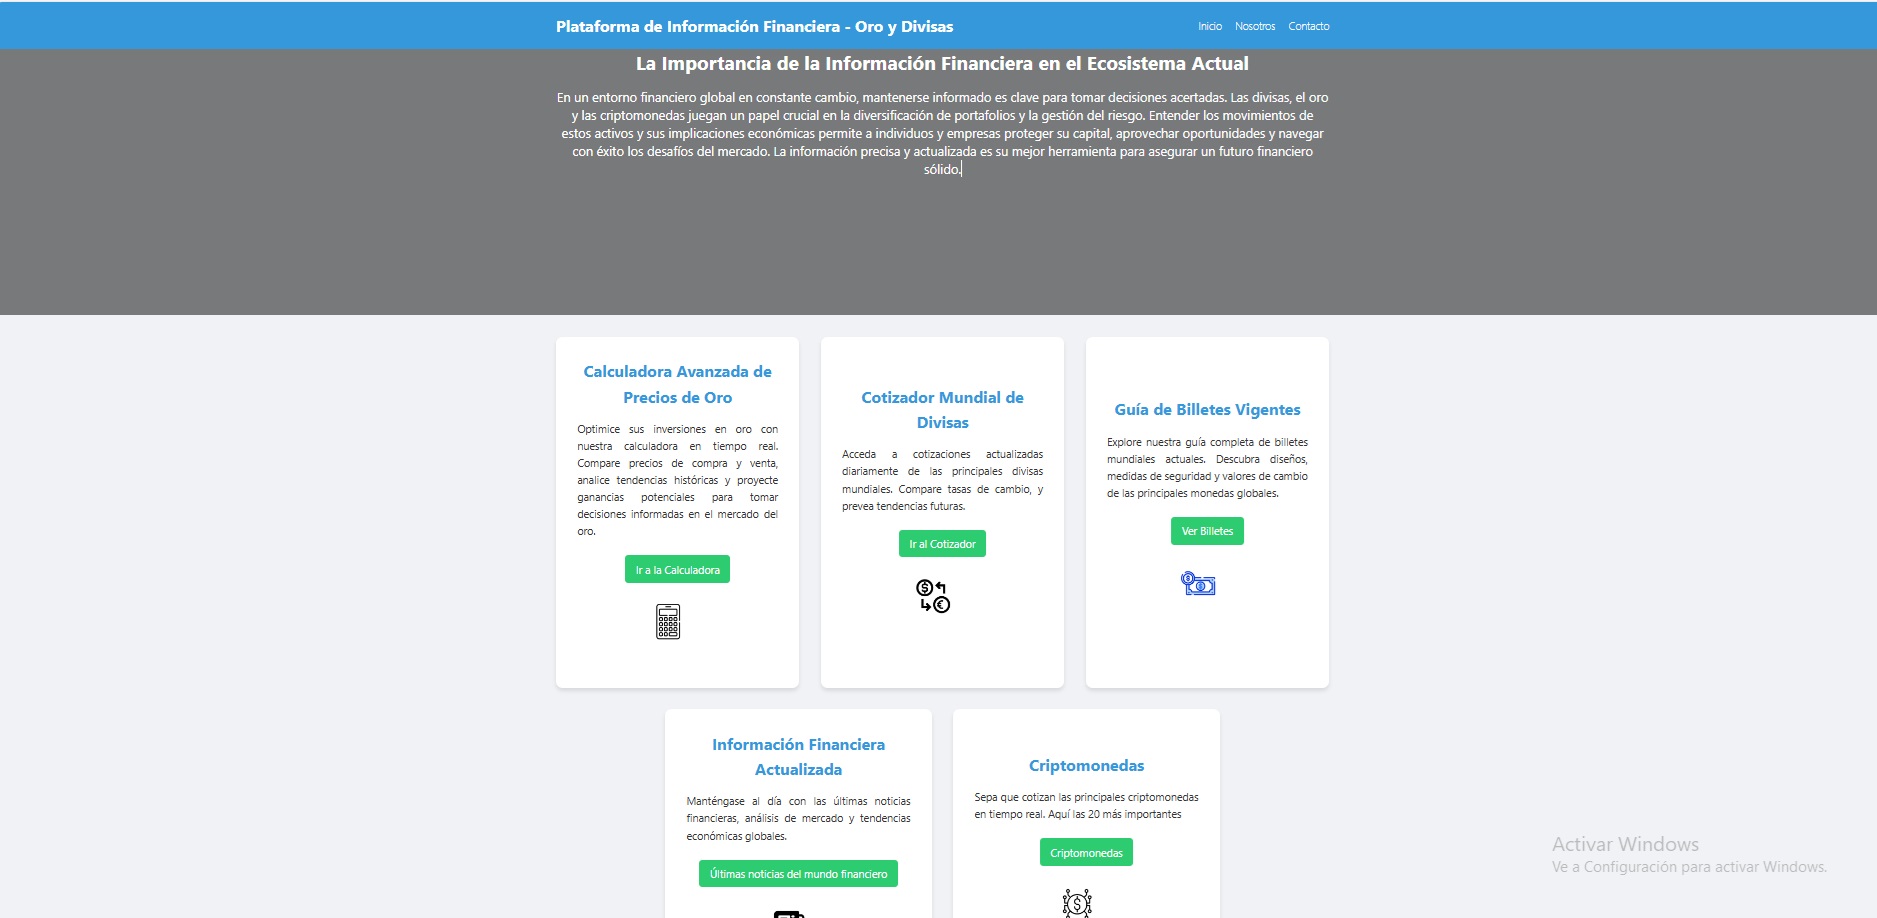 Plataforma de Información Financiera - Oro y Divisas
Inicio Nosotros Contacto
La Importancia de la Información Financiera en el Ecosistema Actual
En un entorno financiero global en constante cambio, mantenerse informado es clave para tomar decisiones acertadas. Las divisas, el oro
y las criptomonedas juegan un papel crucial en la diversificación de portafolios y la gestión del riesgo. Entender los movimientos de
estos activos y sus implicaciones económicas permite a individuos y empresas proteger su capital, aprovechar oportunidades y navegar
con éxito los desafíos del mercado. La información precisa y actualizada es su mejor herramienta para asegurar un futuro financiero
sólido.
Calculadora Avanzada de
Precios de Oro
Optimice sus inversiones en oro con
nuestra calculadora en tiempo real.
Compare precios de compra y venta,
analice tendencias históricas y proyecte
ganancias potenciales para tomar
decisiones informadas en el mercado del
oro.
Ir a la Calculadora
Cotizador Mundial de
Divisas
Acceda a cotizaciones actualizadas
diariamente de las principales divisas
mundiales. Compare tasas de cambio, y
prevea tendencias futuras.
Ir al Cotizador
Guía de Billetes Vigentes
Explore nuestra guía completa de billetes
mundiales actuales. Descubra diseños,
medidas de seguridad y valores de cambio
de las principales monedas globales.
Ver Billetes
Información Financiera
Actualizada
Manténgase al día con las últimas noticias
financieras, análisis de mercado y tendencias
económicas globales.
Últimas noticias del mundo financiero
Criptomonedas
Sepa que cotizan las principales criptomonedas
en tiempo real. Aquí las 20 más importantes
Criptomonedas
Activar Windows
Ve a Configuración para activar Windows.